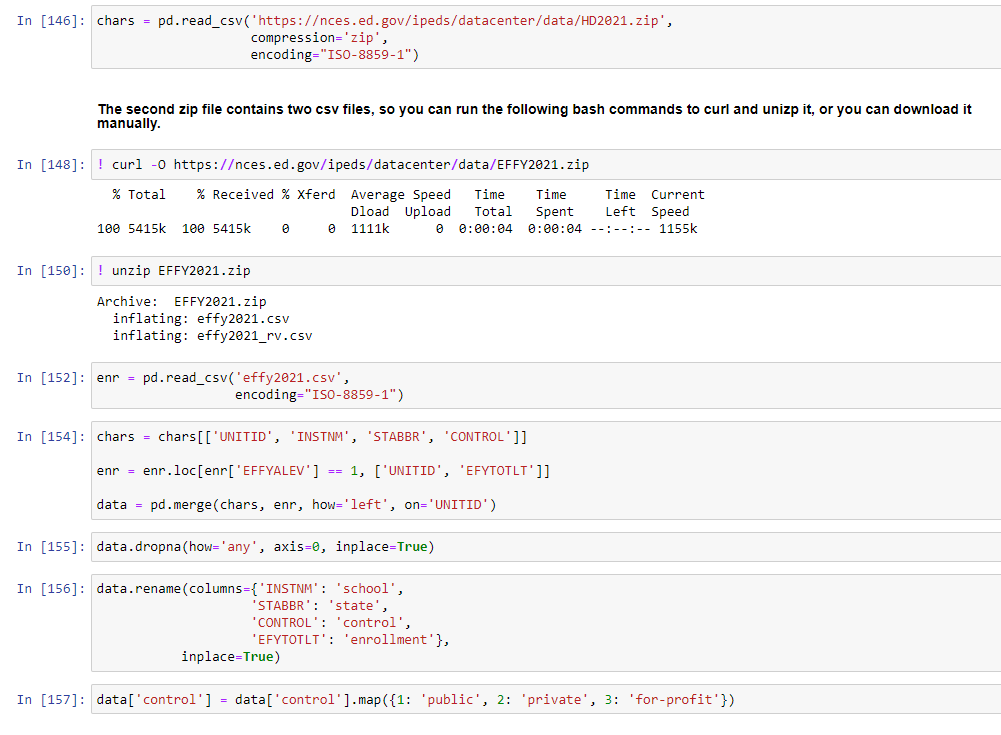 In [146]: chars = pd.read_csv('https://nces.ed.gov/ipeds/datacenter/data/HD2021.zip',
                    compression='zip',
                    encoding="ISO-8859-1")
The second zip file contains two csv files, so you can run the following bash commands to curl and unizp it, or you can download it
manually.
In [148]: ! curl -O https://nces.ed.gov/ipeds/datacenter/data/EFFY2021.zip
  % Total    % Received % Xferd  Average Speed   Time    Time     Time  Current
                                 Dload  Upload   Total   Spent    Left  Speed
100 5415k  100 5415k    0     0  1111k      0  0:00:04  0:00:04 --:--:-- 1155k
In [150]: ! unzip EFFY2021.zip
Archive:  EFFY2021.zip
  inflating: effy2021.csv
  inflating: effy2021_rv.csv
In [152]: enr = pd.read_csv('effy2021.csv',
                  encoding="ISO-8859-1")
In [154]: chars = chars[['UNITID', 'INSTNM', 'STABBR', 'CONTROL']]
enr = enr.loc[enr['EFFYALEV'] == 1, ['UNITID', 'EFYTOTLT']]
data = pd.merge(chars, enr, how='left', on='UNITID')
In [155]: data.dropna(how='any', axis=0, inplace=True)
In [156]: data.rename(columns={'INSTNM': 'school',
                    'STABBR': 'state',
                    'CONTROL': 'control',
                    'EFYTOTLT': 'enrollment'},
           inplace=True)
In [157]: data['control'] = data['control'].map({1: 'public', 2: 'private', 3: 'for-profit'})